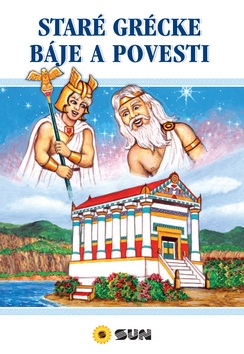 STARÉ GRÉCKE
BÁJE A POVESTI
S SUN